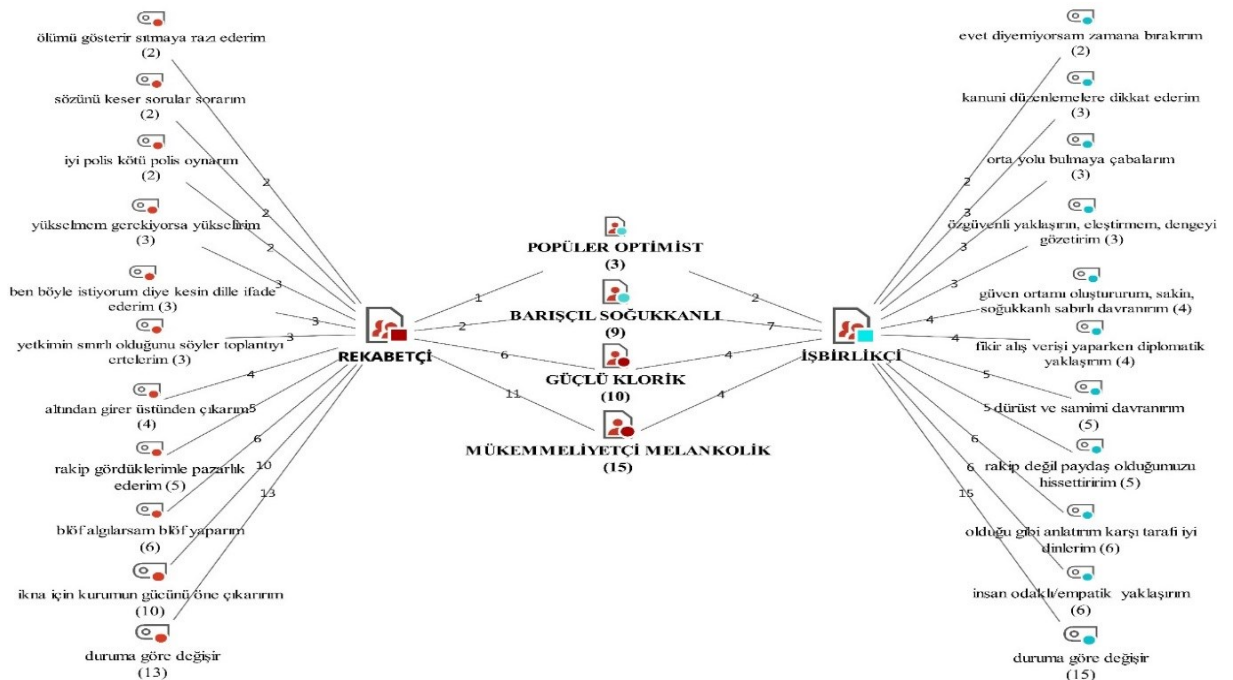 ölümü gösterir sıtmaya razı ederim
(2)
sözünü keser sorular sorarım
(2)
iyi polis kötü polis oynarım
(2)
yükselmem gerekiyorsa yükselirim
(3)
ben böyle istiyorum diye kesin dille ifade
ederim (3)
yetkimin sınırlı olduğunu söyler toplantıyı
ertelerim (3)
altından girer üstünden çıkarım
(4)
rakip gördüklerimle pazarlık
ederim (5)
blöf algılarsam blöf yaparım
(6)
ikna için kurumun gücünü öne çıkarırım
(10)
duruma göre değişir
(13)
2
2
2
3
3
3
4
5
6
10
13
REKABETÇİ
1
2
6
11
POPÜLER OPTİMİST
(3)
BARIŞÇIL SOĞUKKANLI
(9)
GÜÇLÜ KLORİK
(10)
MÜKEMMELİYETÇİ MELANKOLİK
(15)
2
7
4
4
İŞBİRLİKÇİ
2
3
3
3
4
4
5
5
6
6
15
evet diyemiyorsam zamana bırakırım
(2)
kanuni düzenlemelere dikkat ederim
(3)
orta yolu bulmaya çabalarım
(3)
özgüvenli yaklaşırın, eleştirmem, dengeyi
gözetirim (3)
güven ortamı oluştururum, sakin,
soğukkanlı sabırlı davranırım (4)
fikir alış verişi yaparken diplomatik
yaklaşırım (4)
dürüst ve samimi davranırım
(5)
rakip değil paydaş olduğumuzu
hissettiririm (5)
olduğu gibi anlatırım karşı tarafi iyi
dinlerim (6)
insan odaklı/empatik yaklaşırım
(6)
duruma göre değişir
(15)